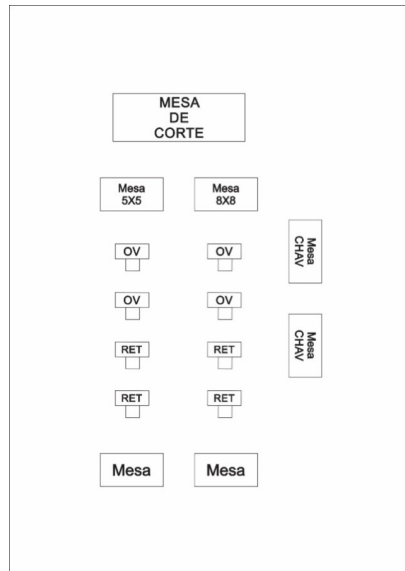 MESA
DE
CORTE
Mesa
5X5
Mesa
8X8
Mesa
CHAV
OV
OV
OV
OV
Mesa
CHAV
RET
RET
RET
RET
Mesa
Mesa